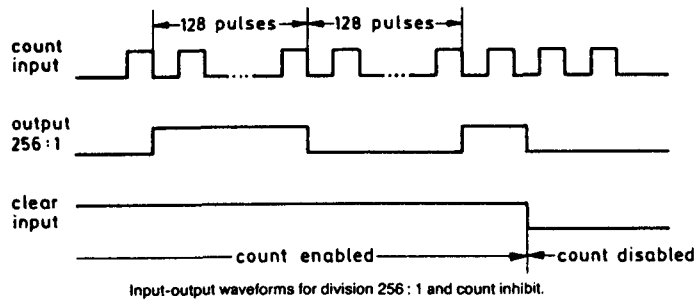 128 pulses 128 pulses
count
input
output
256:1
clear
input
count enabled count disabled
Input-output waveforms for division 256 : 1 and count inhibit.